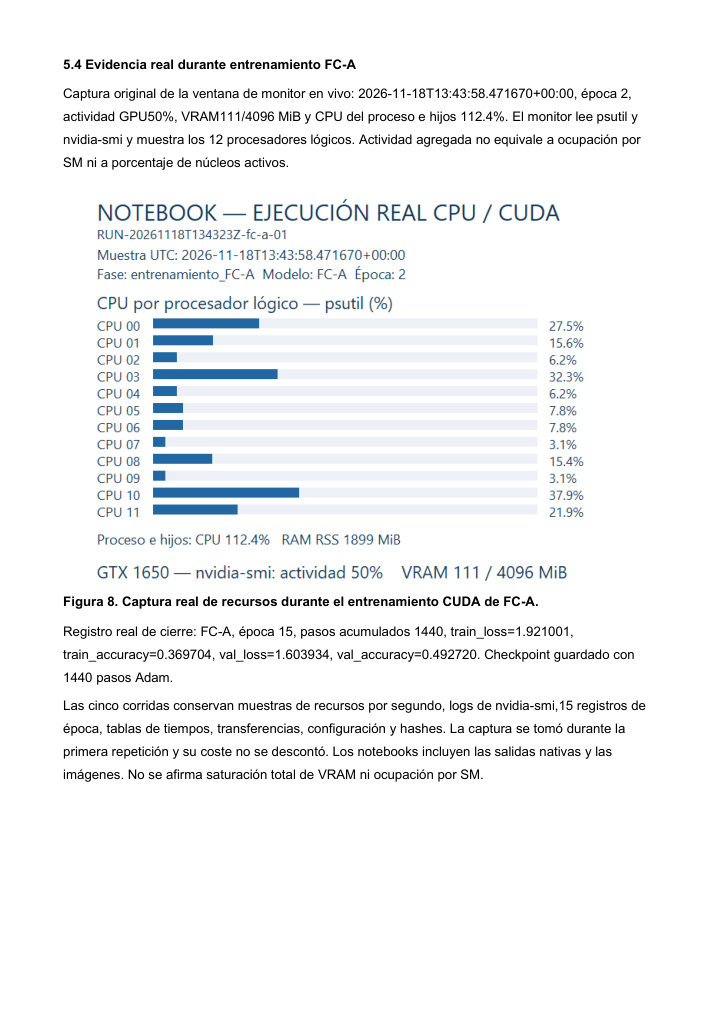 5.4 Evidencia real durante entrenamiento FC-A
Captura original de la ventana de monitor en vivo: 2026-11-18T13:43:58.471670+00:00, época 2,
actividad GPU50%, VRAM111/4096 MiB y CPU del proceso e hijos 112.4%. El monitor lee psutil y
nvidia-smi y muestra los 12 procesadores lógicos. Actividad agregada no equivale a ocupación por
SM ni a porcentaje de núcleos activos.
NOTEBOOK — EJECUCIÓN REAL CPU / CUDA
RUN-20261118T134323Z-fc-a-01
Muestra UTC: 2026-11-18T13:43:58.471670+00:00
Fase: entrenamiento_FC-A Modelo: FC-A Época: 2
CPU por procesador lógico — psutil (%)
CPU 00 27.5%
CPU 01 15.6%
CPU 02 6.2%
CPU 03 32.3%
CPU 04 6.2%
CPU 05 7.8%
CPU 06 7.8%
CPU 07 3.1%
CPU 08 15.4%
CPU 09 3.1%
CPU 10 37.9%
CPU 11 21.9%
Proceso e hijos: CPU 112.4% RAM RSS 1899 MiB
GTX 1650 — nvidia-smi: actividad 50% VRAM 111 / 4096 MiB
Figura 8. Captura real de recursos durante el entrenamiento CUDA de FC-A.
Registro real de cierre: FC-A, época 15, pasos acumulados 1440, train_loss=1.921001,
train_accuracy=0.369704, val_loss=1.603934, val_accuracy=0.492720. Checkpoint guardado con
1440 pasos Adam.
Las cinco corridas conservan muestras de recursos por segundo, logs de nvidia-smi,15 registros de
época, tablas de tiempos, transferencias, configuración y hashes. La captura se tomó durante la
primera repetición y su coste no se descontó. Los notebooks incluyen las salidas nativas y las
imágenes. No se afirma saturación total de VRAM ni ocupación por SM.